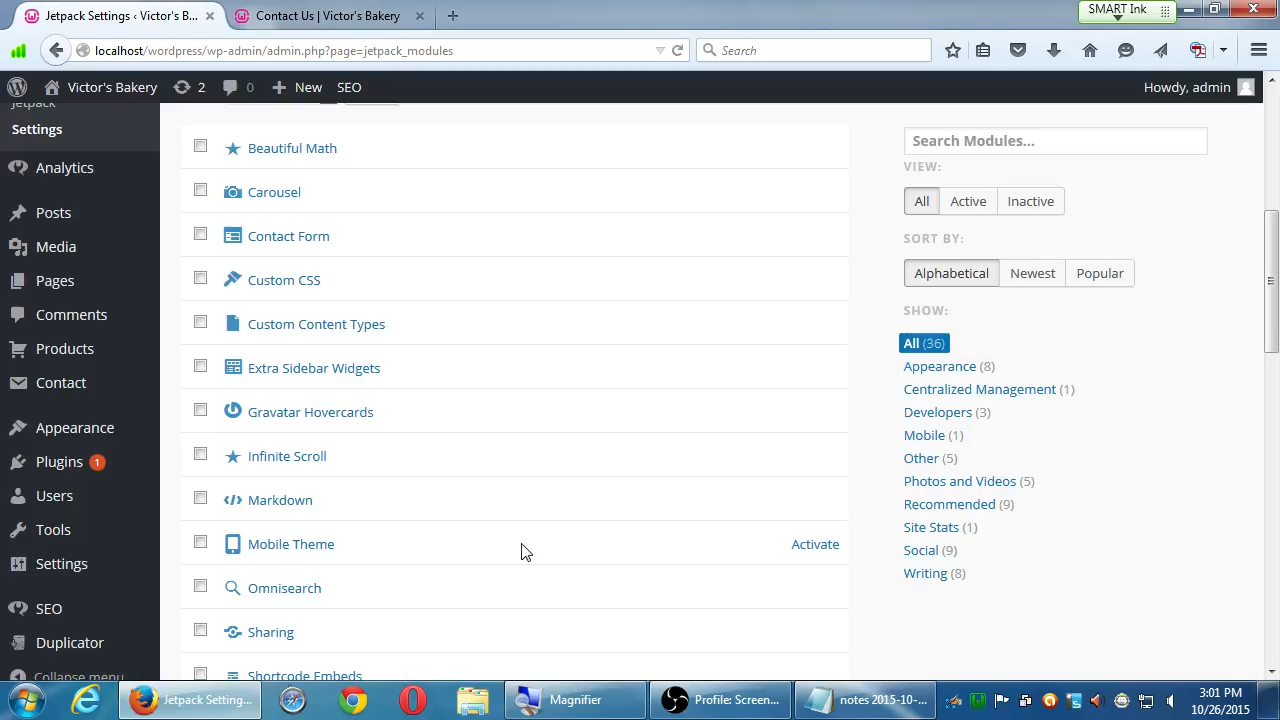 Jetpack Settings ‹ Victor's B...
Contact Us | Victor's Bakery
SMART Ink
localhost/wordpress/wp-admin/admin.php?page=jetpack_modules
Search
Victor's Bakery
2
0
New
SEO
Howdy, admin
Jetpack
Settings
Analytics
Posts
Media
Pages
Comments
Products
Contact
Appearance
Plugins 1
Users
Tools
Settings
SEO
Duplicator
Collapse menu
Beautiful Math
Carousel
Contact Form
Custom CSS
Custom Content Types
Extra Sidebar Widgets
Gravatar Hovercards
Infinite Scroll
Markdown
Mobile Theme
Activate
Omnisearch
Sharing
Shortcode Embeds
Search Modules...
VIEW:
All Active Inactive
SORT BY:
Alphabetical Newest Popular
SHOW:
All (36)
Appearance (8)
Centralized Management (1)
Developers (3)
Mobile (1)
Other (5)
Photos and Videos (5)
Recommended (9)
Site Stats (1)
Social (9)
Writing (8)
Jetpack Setting...
Magnifier
Profile: Screen...
notes 2015-10-...
3:01 PM
10/26/2015